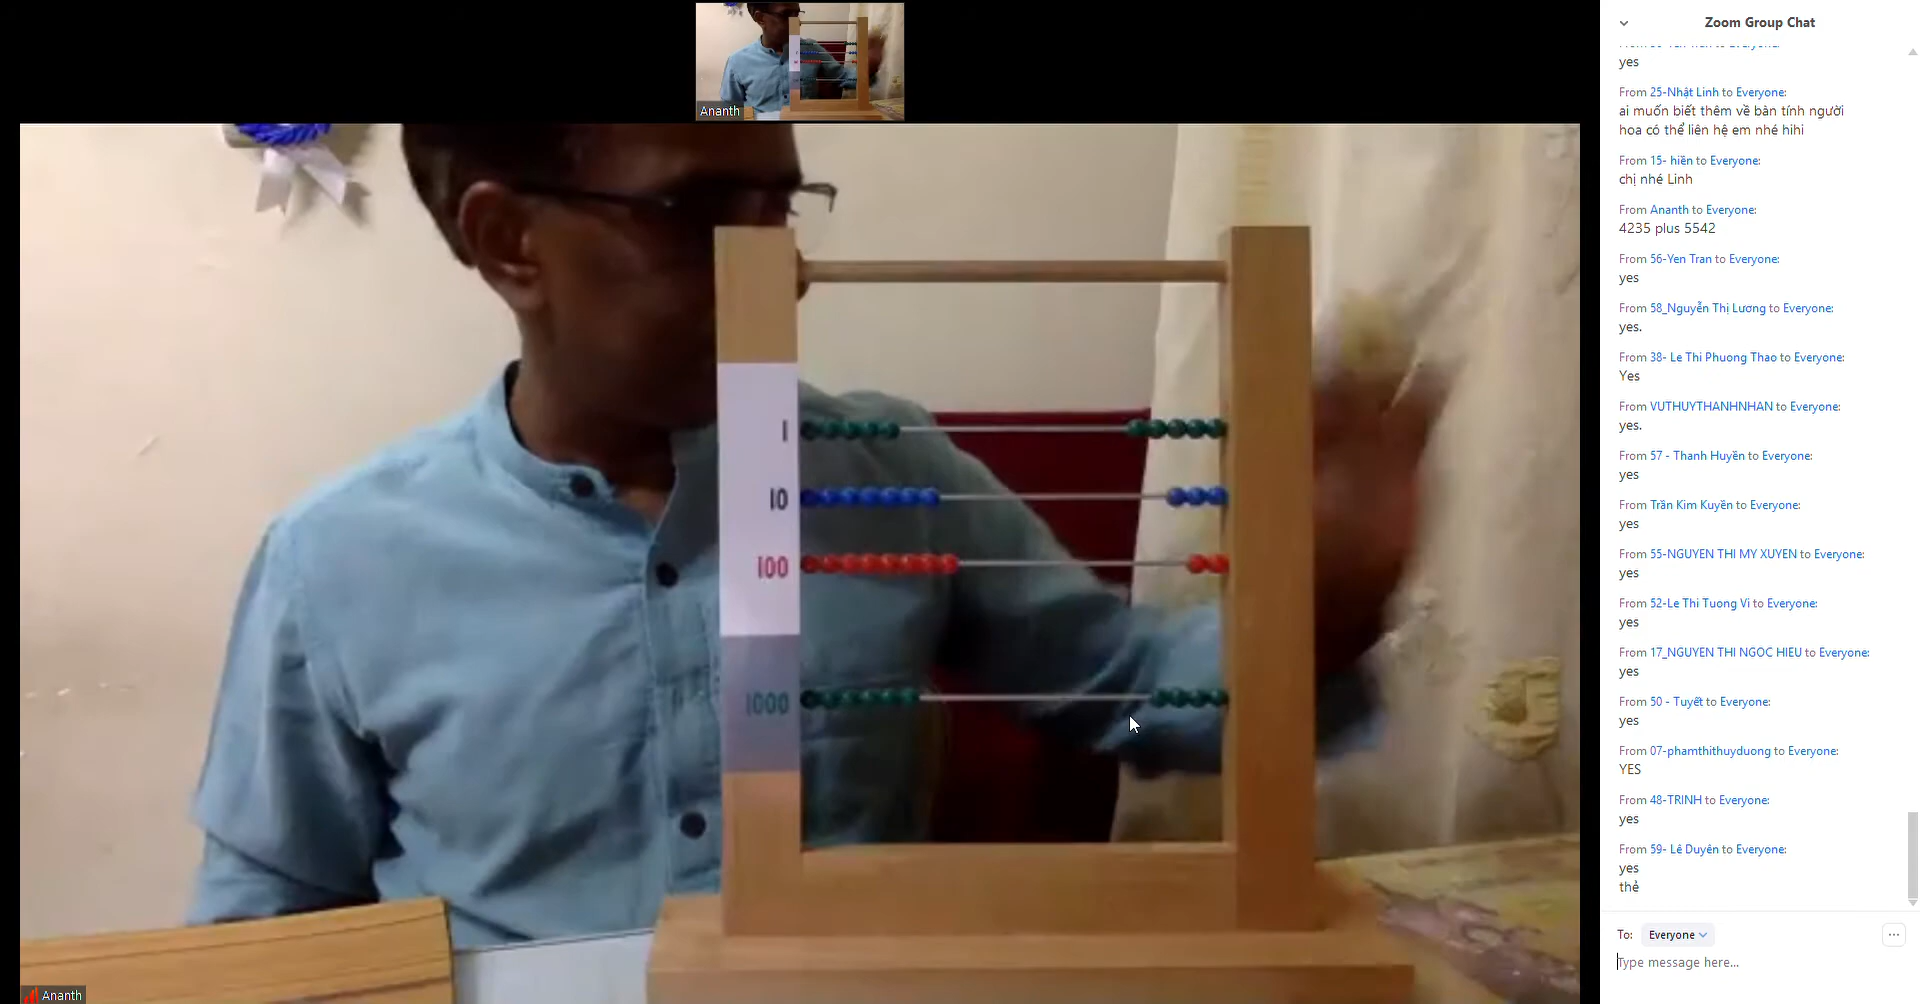 Ananth
1
10
100
1000
Ananth
Zoom Group Chat
yes
From 25-Nhật Linh to Everyone:
ai muốn biết thêm về bàn tính người
hoa có thể liên hệ em nhé hihi
From 15- hiền to Everyone:
chị nhé Linh
From Ananth to Everyone:
4235 plus 5542
From 56-Yen Tran to Everyone:
yes
From 58_Nguyễn Thị Lương to Everyone:
yes.
From 38- Le Thi Phuong Thao to Everyone:
Yes
From VUTHUYTHANHNHAN to Everyone:
yes.
From 57 - Thanh Huyền to Everyone:
yes
From Trần Kim Kuyền to Everyone:
yes
From 55-NGUYEN THI MY XUYEN to Everyone:
yes
From 52-Le Thi Tuong Vi to Everyone:
yes
From 17_NGUYEN THI NGOC HIEU to Everyone:
yes
From 50 - Tuyết to Everyone:
yes
From 07-phamthithuyduong to Everyone:
YES
From 48-TRINH to Everyone:
yes
From 59- Lê Duyên to Everyone:
yes
thẻ
To: Everyone
Type message here...